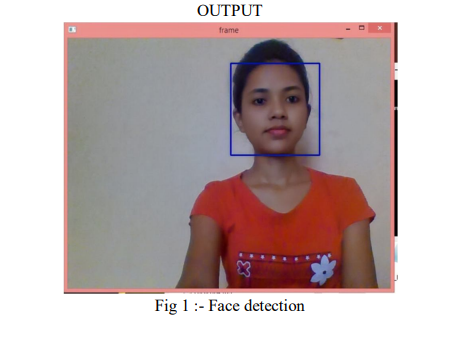 OUTPUT
frame
Fig 1 :- Face detection